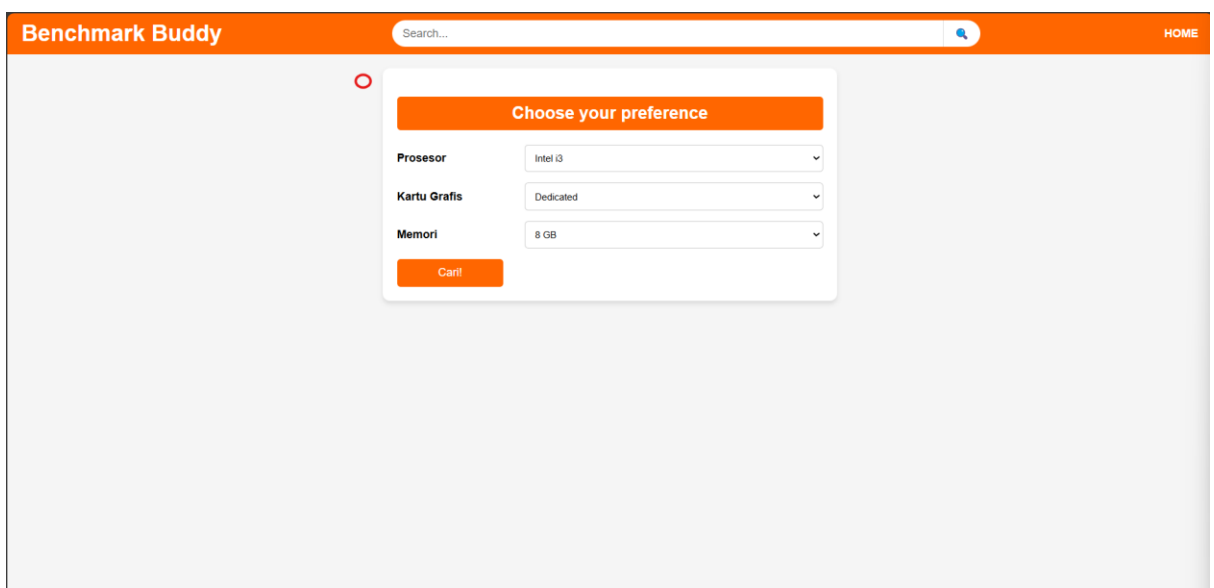 Benchmark Buddy
Search...
HOME
Choose your preference
Prosesor
Intel i3
Kartu Grafis
Dedicated
Memori
8 GB
Cari!